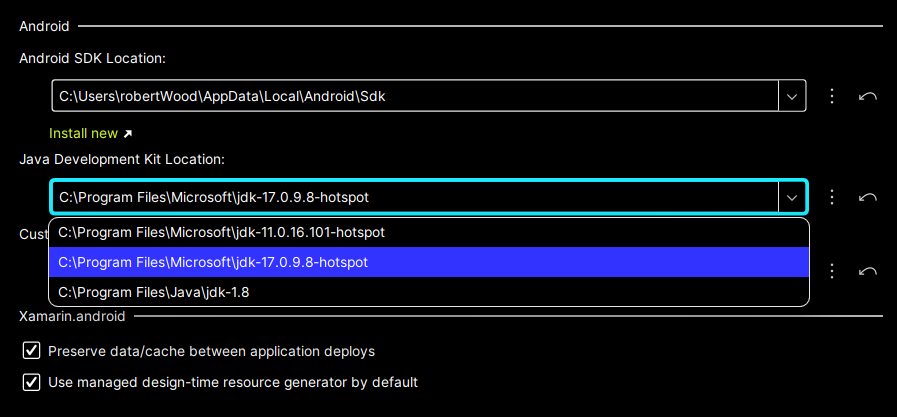 Android
Android SDK Location:
C:\Users\robertWood\AppData\Local\Android\Sdk
Install new
Java Development Kit Location:
C:\Program Files\Microsoft\jdk-17.0.9.8-hotspot
Cust
C:\Program Files\Microsoft\jdk-11.0.16.101-hotspot
C:\Program Files\Microsoft\jdk-17.0.9.8-hotspot
C:\Program Files\Java\jdk-1.8
Xamarin.android
Preserve data/cache between application deploys
Use managed design-time resource generator by default